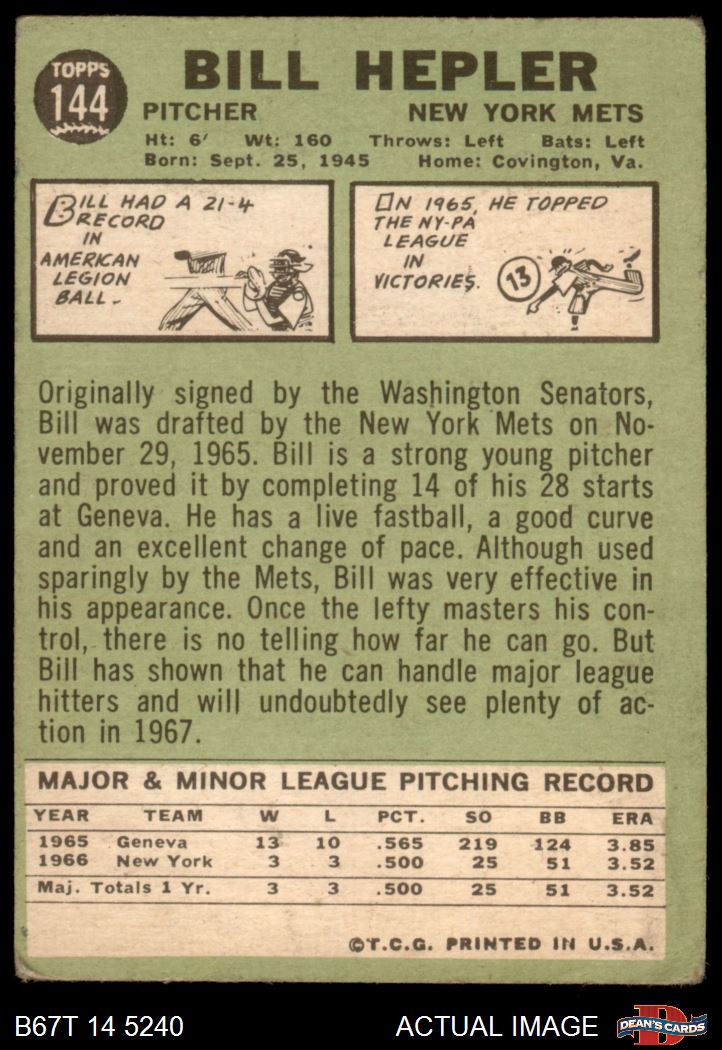 TOPPS
144
BILL HEPLER
PITCHER NEW YORK METS
Ht: 6' Wt: 160 Throws: Left Bats: Left
Born: Sept. 25, 1945 Home: Covington, Va.
BILL HAD A 21-4
RECORD
IN
AMERICAN
LEGION
BALL.
IN 1965, HE TOPPED
THE NY-PA
LEAGUE
IN
VICTORIES.
13
Originally signed by the Washington Senators,
Bill was drafted by the New York Mets on No-
vember 29, 1965. Bill is a strong young pitcher
and proved it by completing 14 of his 28 starts
at Geneva. He has a live fastball, a good curve
and an excellent change of pace. Although used
sparingly by the Mets, Bill was very effective in
his appearance. Once the lefty masters his con-
trol, there is no telling how far he can go. But
Bill has shown that he can handle major league
hitters and will undoubtedly see plenty of ac-
tion in 1967.
MAJOR & MINOR LEAGUE PITCHING RECORD
YEAR TEAM W L PCT. SO BB ERA
1965 Geneva 13 10 .565 219 124 3.85
1966 New York 3 3 .500 25 51 3.52
Maj. Totals 1 Yr. 3 3 .500 25 51 3.52
©T.C.G. PRINTED IN U.S.A.
B67T 14 5240 ACTUAL IMAGE
D
DEAN'S CARDS